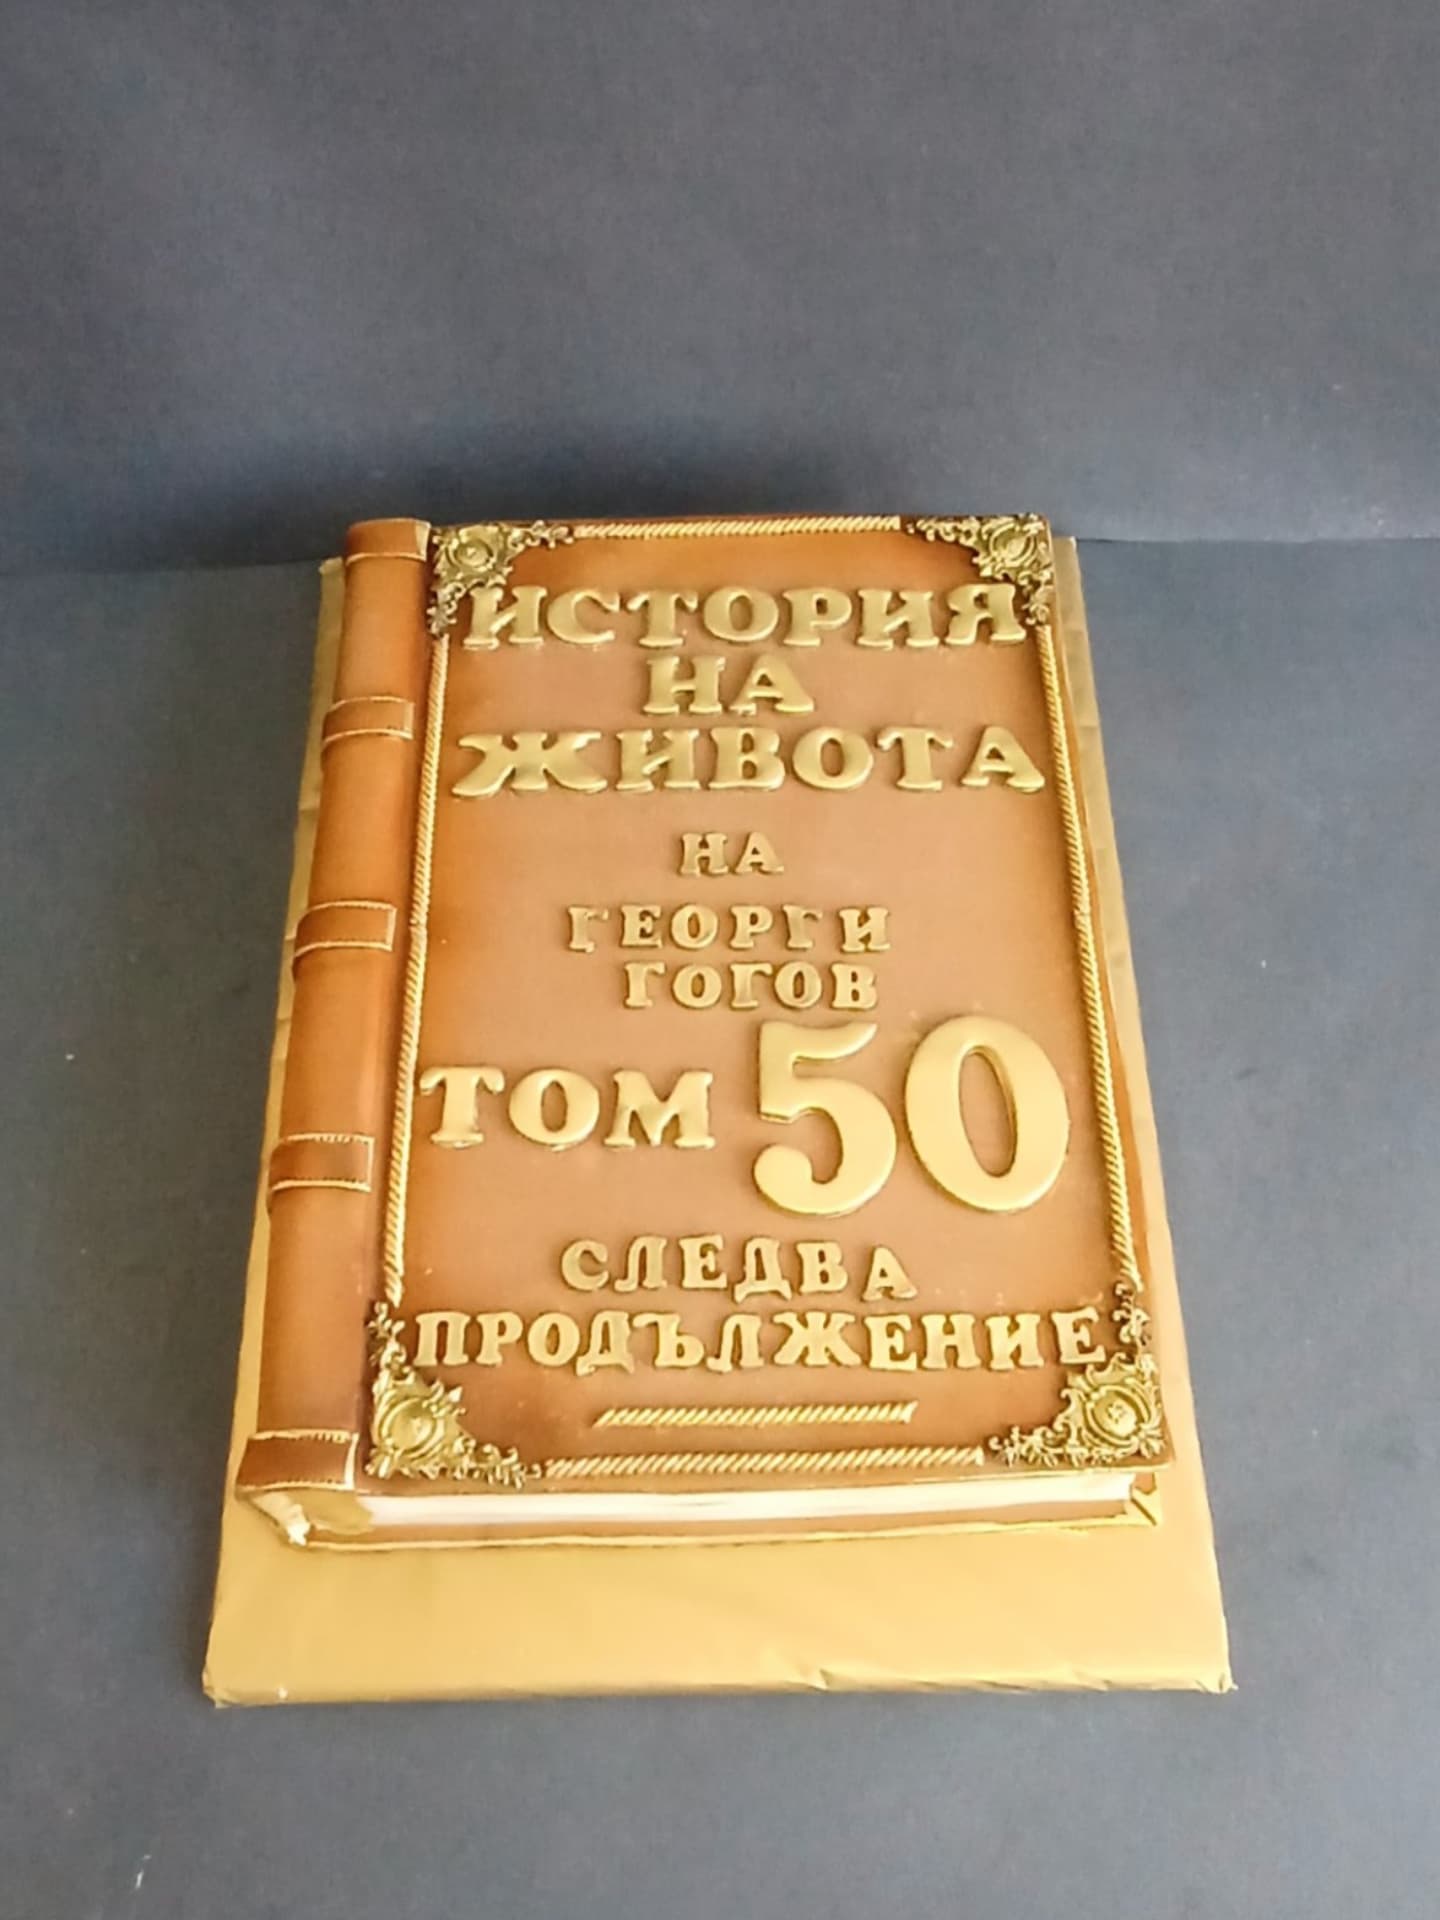 ИСТОРИЯ
НА
ЖИВОТА
НА
ГЕОРГИ
ГОГОВ
ТОМ 50
СЛЕДВА
ПРОДЪЛЖЕНИЕ